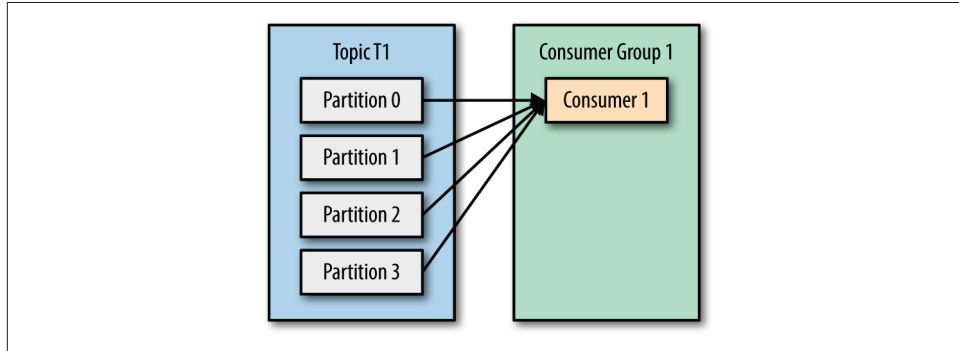 Topic T1
Partition 0
Partition 1
Partition 2
Partition 3
Consumer Group 1
Consumer 1